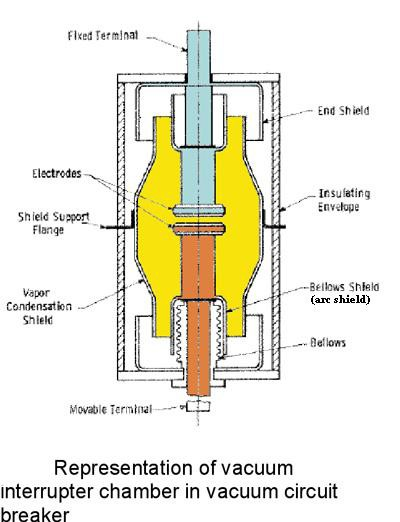 Fixed Terminal
End Shield
Electrodes
Insulating
Envelope
Shield Support
Flange
Bellows Shield
(arc shield)
Vapor
Condensation
Shield
Bellows
Movable Terminal
Representation of vacuum
interrupter chamber in vacuum circuit
breaker